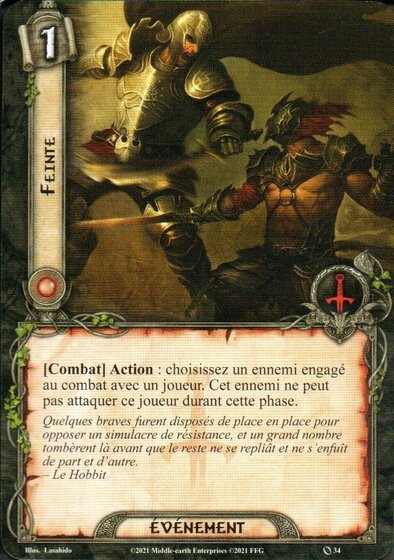 1
FEINTE
[Combat] Action : choisissez un ennemi engagé
au combat avec un joueur. Cet ennemi ne peut
pas attaquer ce joueur durant cette phase.
Quelques braves furent disposés de place en place pour
opposer un simulacre de résistance, et un grand nombre
tombèrent là avant que le reste ne se repliât et ne s'enfuît
de part et d'autre.
– Le Hobbit
ÉVÉNEMENT
Illus. Lasahido ©2021 Middle-earth Enterprises ©2021 FFG 34